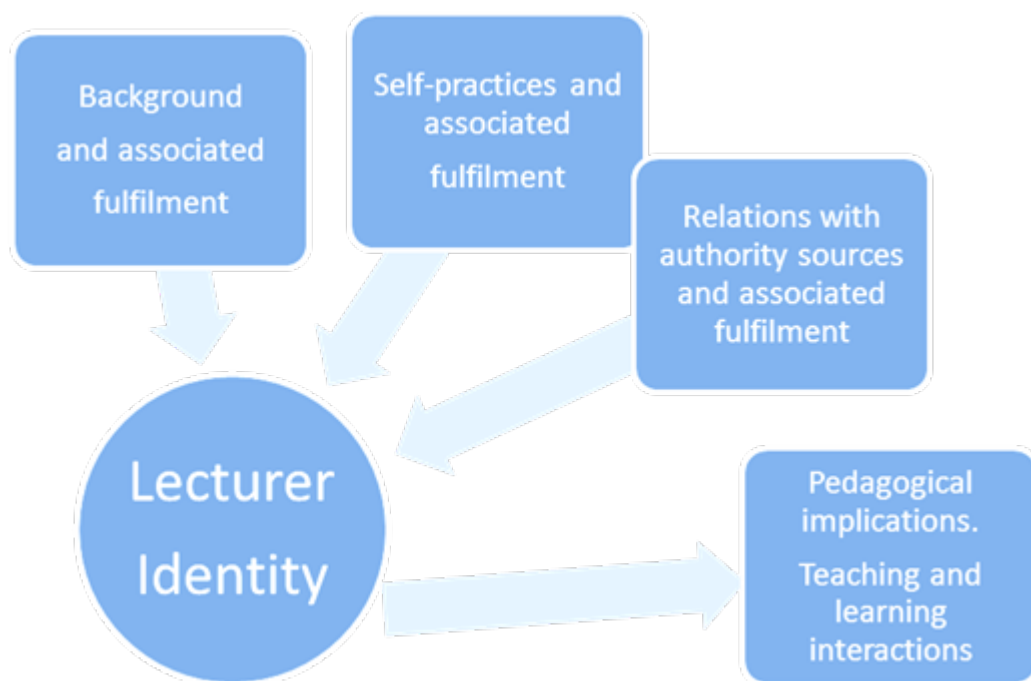 Background
and associated
fulfilment
Self-practices and
associated
fulfilment
Relations with
authority sources
and associated
fulfilment
Lecturer
Identity
Pedagogical
implications.
Teaching and
learning
interactions